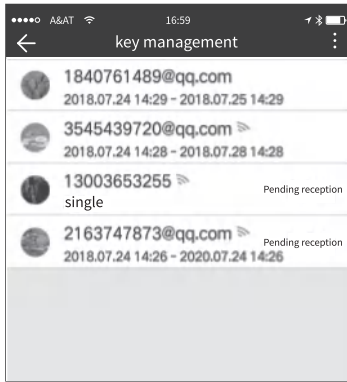 A&AT 16:59
key management
1840761489@qq.com
2018.07.24 14:29 - 2018.07.25 14:29
3545439720@qq.com
2018.07.24 14:28 - 2018.07.28 14:28
13003653255
Pending reception
single
2163747873@qq.com
Pending reception
2018.07.24 14:26 - 2020.07.24 14:26